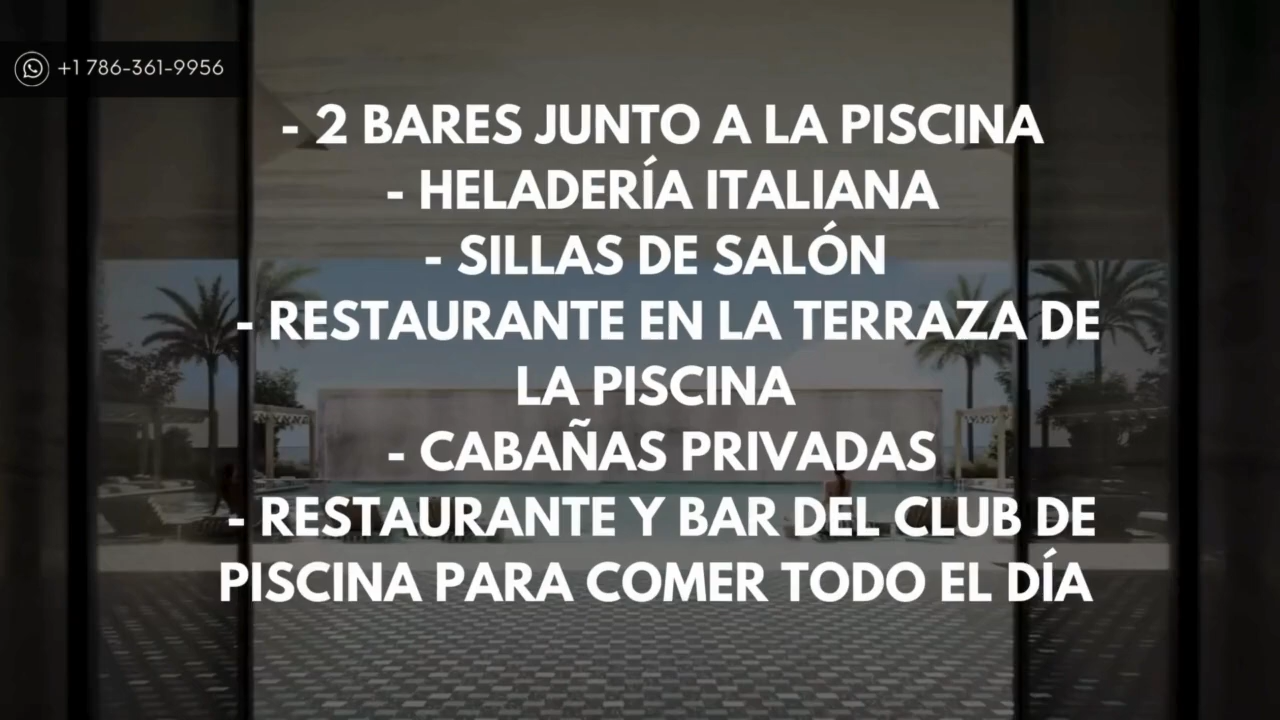 +1 786-361-9956
- 2 BARES JUNTO A LA PISCINA
- HELADERÍA ITALIANA
- SILLAS DE SALÓN
- RESTAURANTE EN LA TERRAZA DE
LA PISCINA
- CABAÑAS PRIVADAS
- RESTAURANTE Y BAR DEL CLUB DE
PISCINA PARA COMER TODO EL DÍA